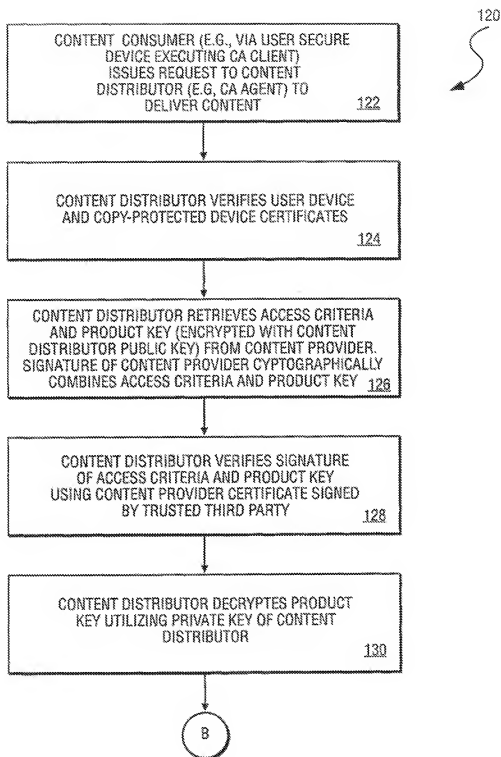 120
CONTENT CONSUMER (E.G., VIA USER SECURE
DEVICE EXECUTING CA CLIENT)
ISSUES REQUEST TO CONTENT
DISTRIBUTOR (E.G, CA AGENT) TO
DELIVER CONTENT
122
CONTENT DISTRIBUTOR VERIFIES USER DEVICE
AND COPY-PROTECTED DEVICE CERTIFICATES
124
CONTENT DISTRIBUTOR RETRIEVES ACCESS CRITERIA
AND PRODUCT KEY (ENCRYPTED WITH CONTENT
DISTRIBUTOR PUBLIC KEY) FROM CONTENT PROVIDER.
SIGNATURE OF CONTENT PROVIDER CYPTOGRAPHICALLY
COMBINES ACCESS CRITERIA AND PRODUCT KEY 126
CONTENT DISTRIBUTOR VERIFIES SIGNATURE
OF ACCESS CRITERIA AND PRODUCT KEY
USING CONTENT PROVIDER CERTIFICATE SIGNED
BY TRUSTED THIRD PARTY
128
CONTENT DISTRIBUTOR DECRYPTES PRODUCT
KEY UTILIZING PRIVATE KEY OF CONTENT
DISTRIBUTOR
130
B